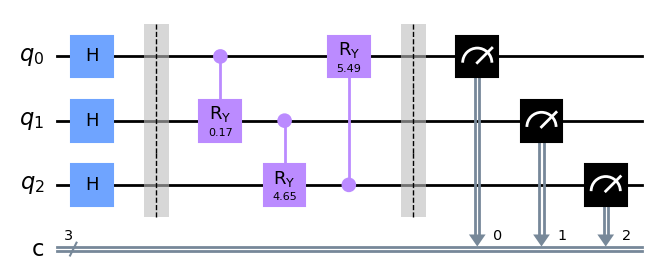 q0 H RY 5.49
q1 H RY 0.17
q2 H RY 4.65
c 3 0 1 2